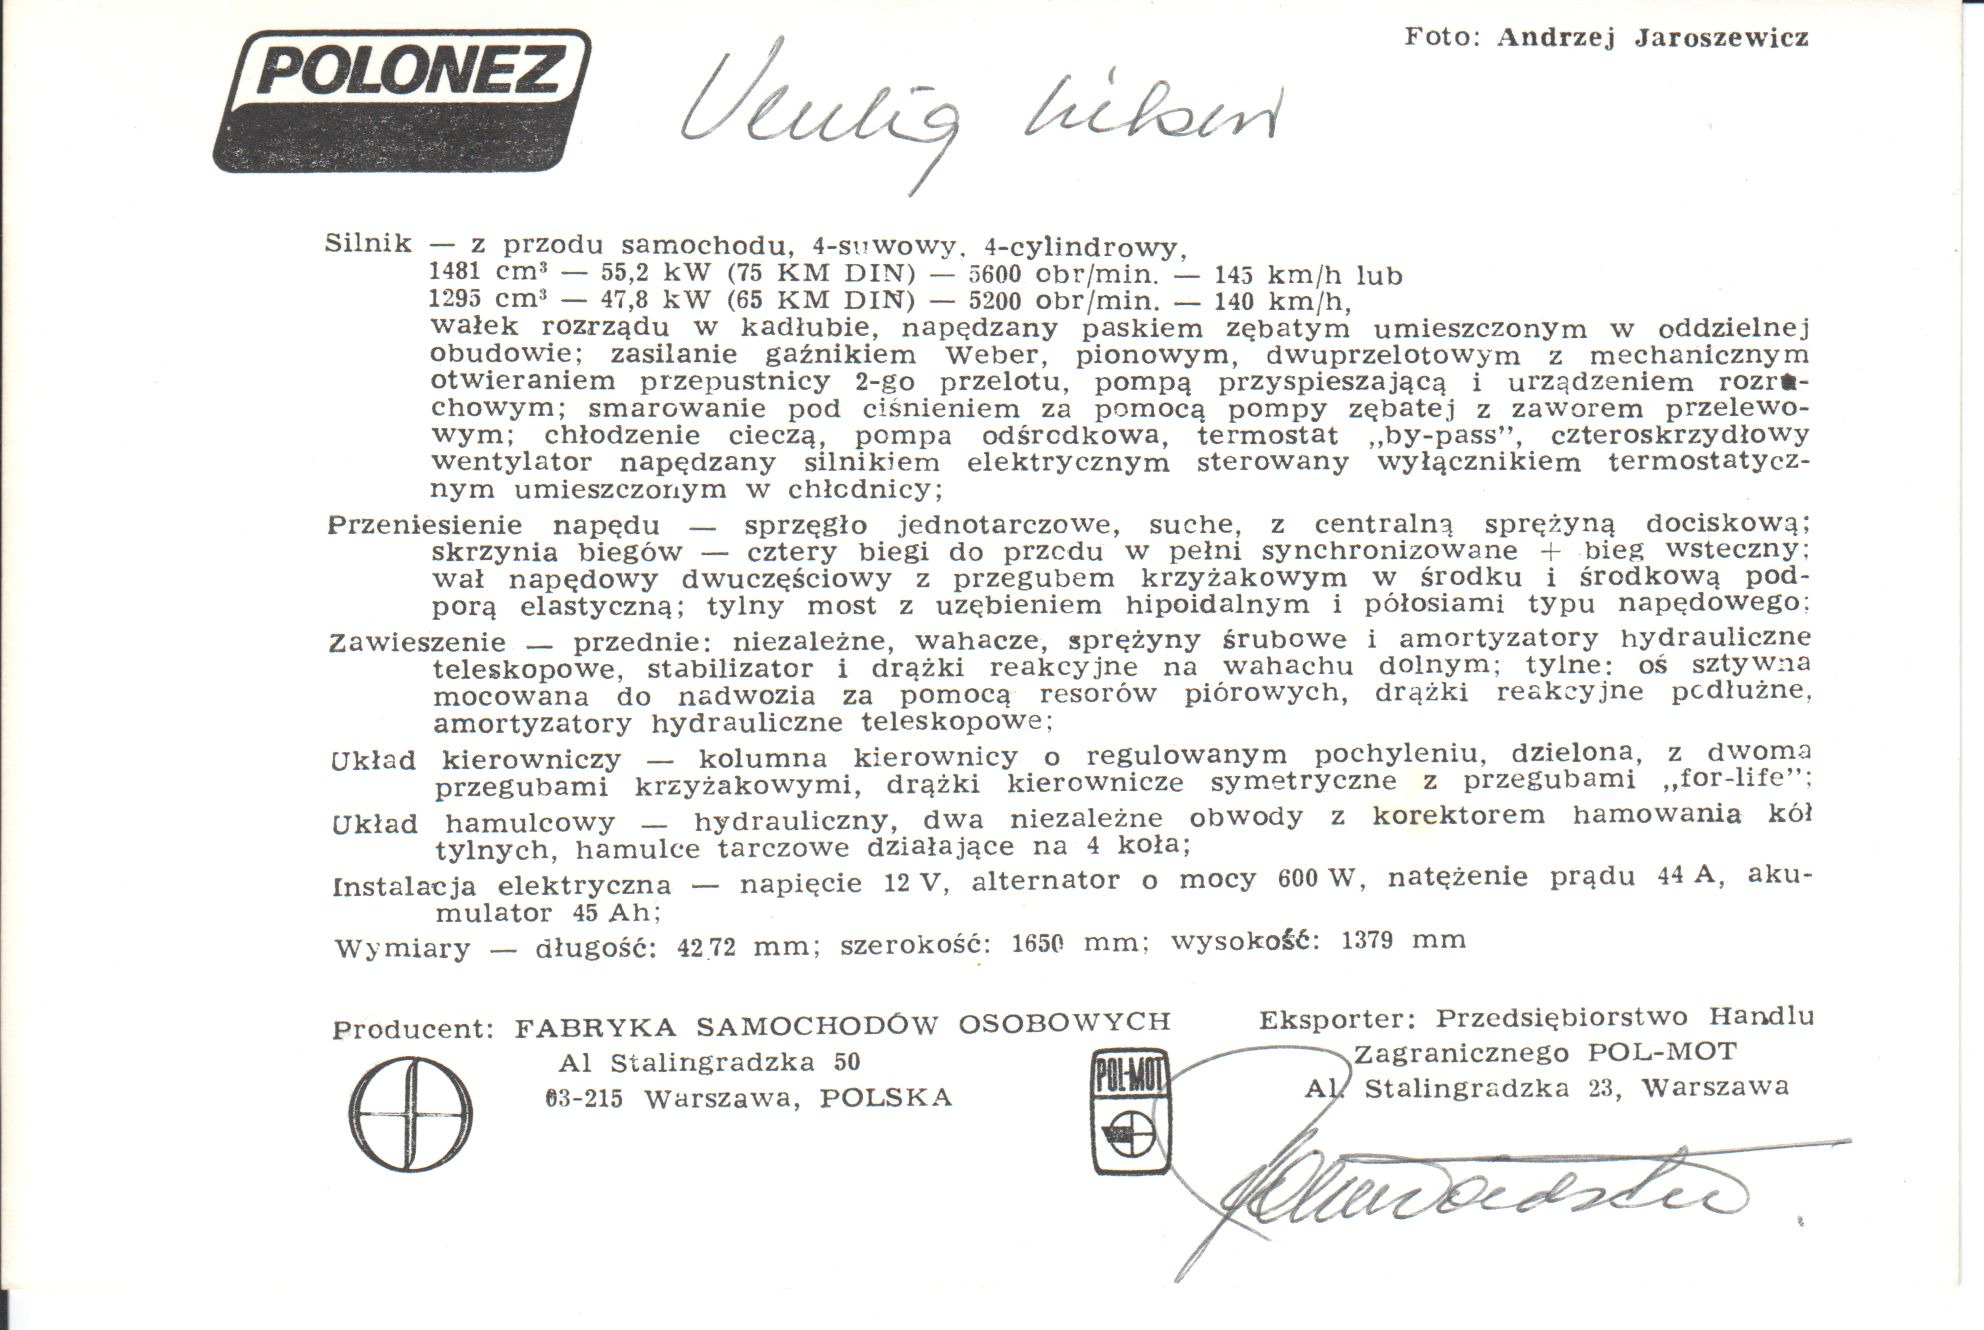 POLONEZ
Foto: Andrzej Jaroszewicz
Silnik — z przodu samochodu, 4-suwowy, 4-cylindrowy,
1481 cm³ — 55,2 kW (75 KM DIN) — 5600 obr/min. — 145 km/h lub
1295 cm³ — 47,8 kW (65 KM DIN) — 5200 obr/min. — 140 km/h,
wałek rozrządu w kadłubie, napędzany paskiem zębatym umieszczonym w oddzielnej
obudowie; zasilanie gaźnikiem Weber, pionowym, dwuprzelotowym z mechanicznym
otwieraniem przepustnicy 2-go przelotu, pompą przyspieszającą i urządzeniem rozru-
chowym; smarowanie pod ciśnieniem za pomocą pompy zębatej z zaworem przelewo-
wym; chłodzenie cieczą, pompa odśrodkowa, termostat „by-pass”, czteroskrzydłowy
wentylator napędzany silnikiem elektrycznym sterowany wyłącznikiem termostatycz-
nym umieszczonym w chłodnicy;
Przeniesienie napędu — sprzęgło jednotarczowe, suche, z centralną sprężyną dociskową;
skrzynia biegów — cztery biegi do przodu w pełni synchronizowane + bieg wsteczny;
wał napędowy dwuczęściowy z przegubem krzyżakowym w środku i środkową pod-
porą elastyczną; tylny most z uzębieniem hipoidalnym i półosiami typu napędowego;
Zawieszenie — przednie: niezależne, wahacze, sprężyny śrubowe i amortyzatory hydrauliczne
teleskopowe, stabilizator i drążki reakcyjne na wahachu dolnym; tylne: oś sztywna
mocowana do nadwozia za pomocą resorów piórowych, drążki reakcyjne podłużne,
amortyzatory hydrauliczne teleskopowe;
Układ kierowniczy — kolumna kierownicy o regulowanym pochyleniu, dzielona, z dwoma
przegubami krzyżakowymi, drążki kierownicze symetryczne z przegubami „for-life”;
Układ hamulcowy — hydrauliczny, dwa niezależne obwody z korektorem hamowania kół
tylnych, hamulce tarczowe działające na 4 koła;
Instalacja elektryczna — napięcie 12 V, alternator o mocy 600 W, natężenie prądu 44 A, aku-
mulator 45 Ah;
Wymiary — długość: 4272 mm; szerokość: 1650 mm; wysokość: 1379 mm
Producent: FABRYKA SAMOCHODÓW OSOBOWYCH
Al Stalingradzka 50
03-215 Warszawa, POLSKA
POL-MOT
Eksporter: Przedsiębiorstwo Handlu
Zagranicznego POL-MOT
Al. Stalingradzka 23, Warszawa